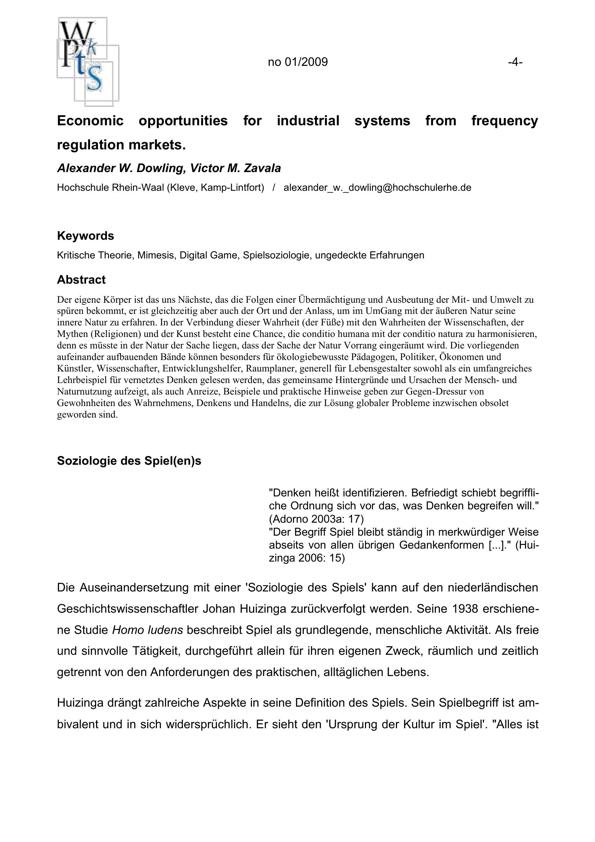 W
P k
t
S
no 01/2009 -4-
Economic opportunities for industrial systems from frequency
regulation markets.
Alexander W. Dowling, Victor M. Zavala
Hochschule Rhein-Waal (Kleve, Kamp-Lintfort) / alexander_w._dowling@hochschulerhe.de
Keywords
Kritische Theorie, Mimesis, Digital Game, Spielsoziologie, ungedeckte Erfahrungen
Abstract
Der eigene Körper ist das uns Nächste, das die Folgen einer Übermächtigung und Ausbeutung der Mit- und Umwelt zu
spüren bekommt, er ist gleichzeitig aber auch der Ort und der Anlass, um im UmGang mit der äußeren Natur seine
innere Natur zu erfahren. In der Verbindung dieser Wahrheit (der Füße) mit den Wahrheiten der Wissenschaften, der
Mythen (Religionen) und der Kunst besteht eine Chance, die conditio humana mit der conditio natura zu harmonisieren,
denn es müsste in der Natur der Sache liegen, dass der Sache der Natur Vorrang eingeräumt wird. Die vorliegenden
aufeinander aufbauenden Bände können besonders für ökologiebewusste Pädagogen, Politiker, Ökonomen und
Künstler, Wissenschafter, Entwicklungshelfer, Raumplaner, generell für Lebensgestalter sowohl als ein umfangreiches
Lehrbeispiel für vernetztes Denken gelesen werden, das gemeinsame Hintergründe und Ursachen der Mensch- und
Naturnutzung aufzeigt, als auch Anreize, Beispiele und praktische Hinweise geben zur Gegen-Dressur von
Gewohnheiten des Wahrnehmens, Denkens und Handelns, die zur Lösung globaler Probleme inzwischen obsolet
geworden sind.
Soziologie des Spiel(en)s
"Denken heißt identifizieren. Befriedigt schiebt begriffli-
che Ordnung sich vor das, was Denken begreifen will."
(Adorno 2003a: 17)
"Der Begriff Spiel bleibt ständig in merkwürdiger Weise
abseits von allen übrigen Gedankenformen [...]." (Hui-
zinga 2006: 15)
Die Auseinandersetzung mit einer 'Soziologie des Spiels' kann auf den niederländischen
Geschichtswissenschaftler Johan Huizinga zurückverfolgt werden. Seine 1938 erschiene-
ne Studie Homo ludens beschreibt Spiel als grundlegende, menschliche Aktivität. Als freie
und sinnvolle Tätigkeit, durchgeführt allein für ihren eigenen Zweck, räumlich und zeitlich
getrennt von den Anforderungen des praktischen, alltäglichen Lebens.
Huizinga drängt zahlreiche Aspekte in seine Definition des Spiels. Sein Spielbegriff ist am-
bivalent und in sich widersprüchlich. Er sieht den 'Ursprung der Kultur im Spiel'. "Alles ist